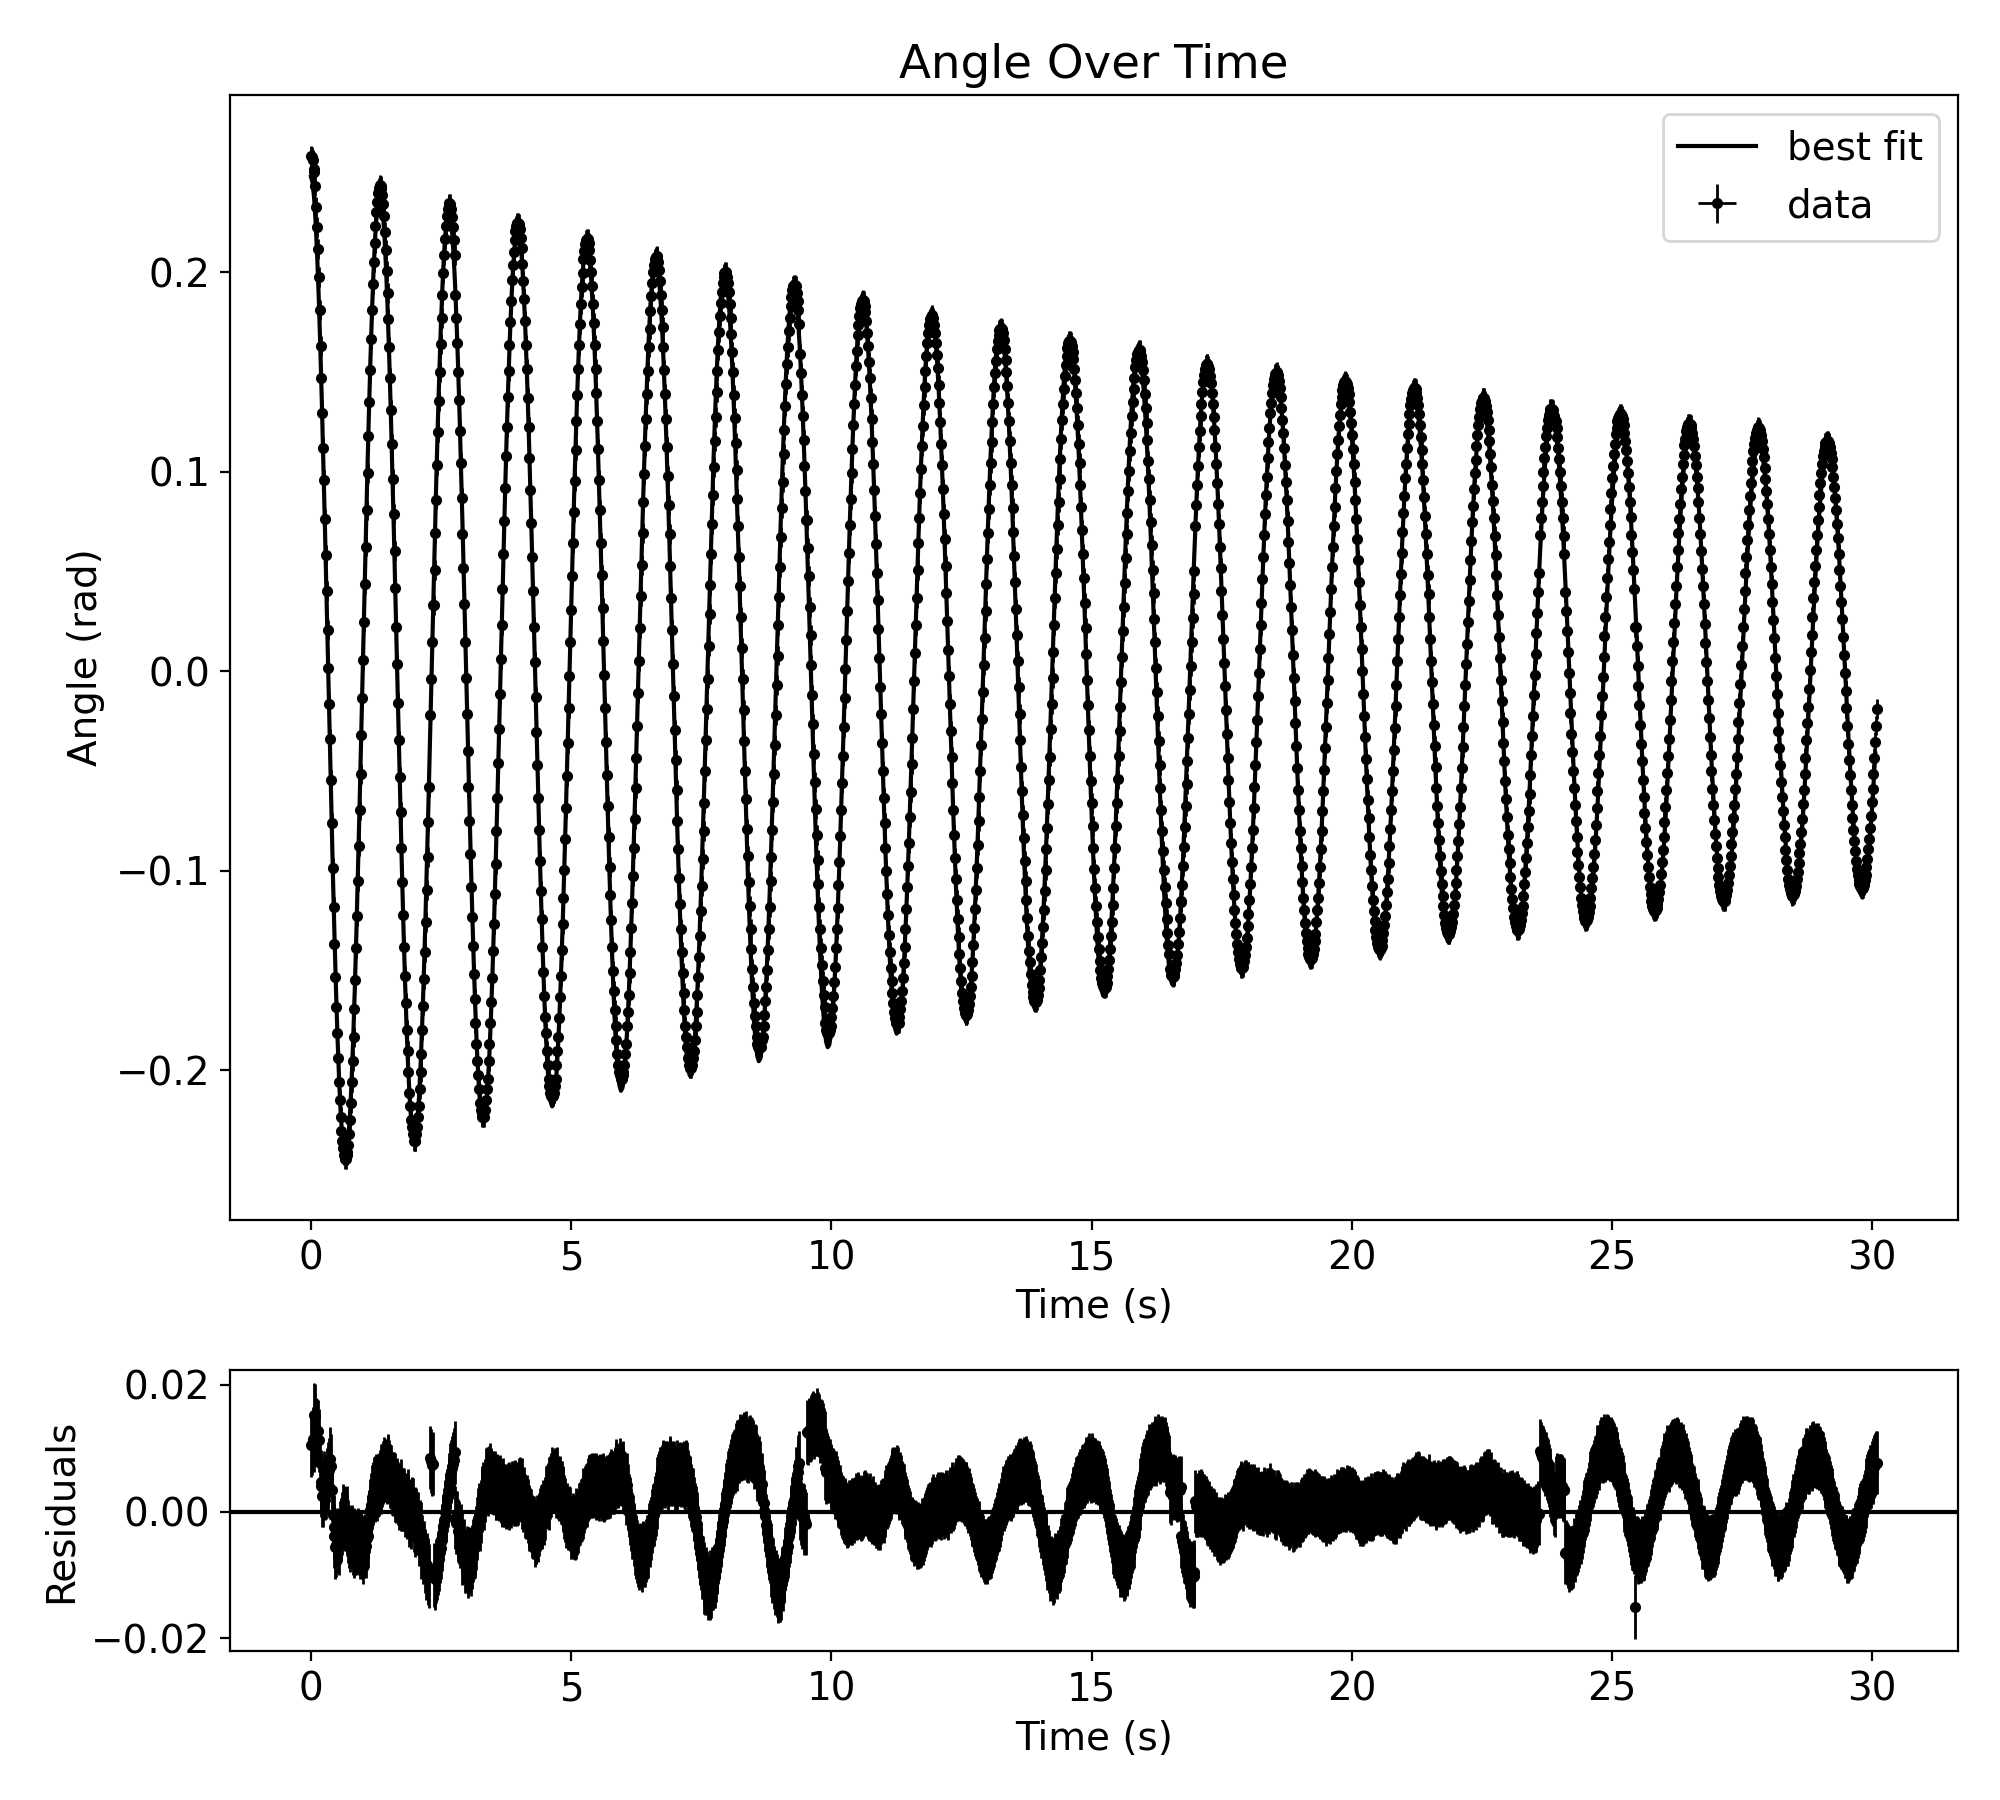 Angle Over Time
best fit
data
0.2
0.1
0.0
−0.1
−0.2
Angle (rad)
0 5 10 15 20 25 30
Time (s)
0.02
0.00
−0.02
Residuals
0 5 10 15 20 25 30
Time (s)